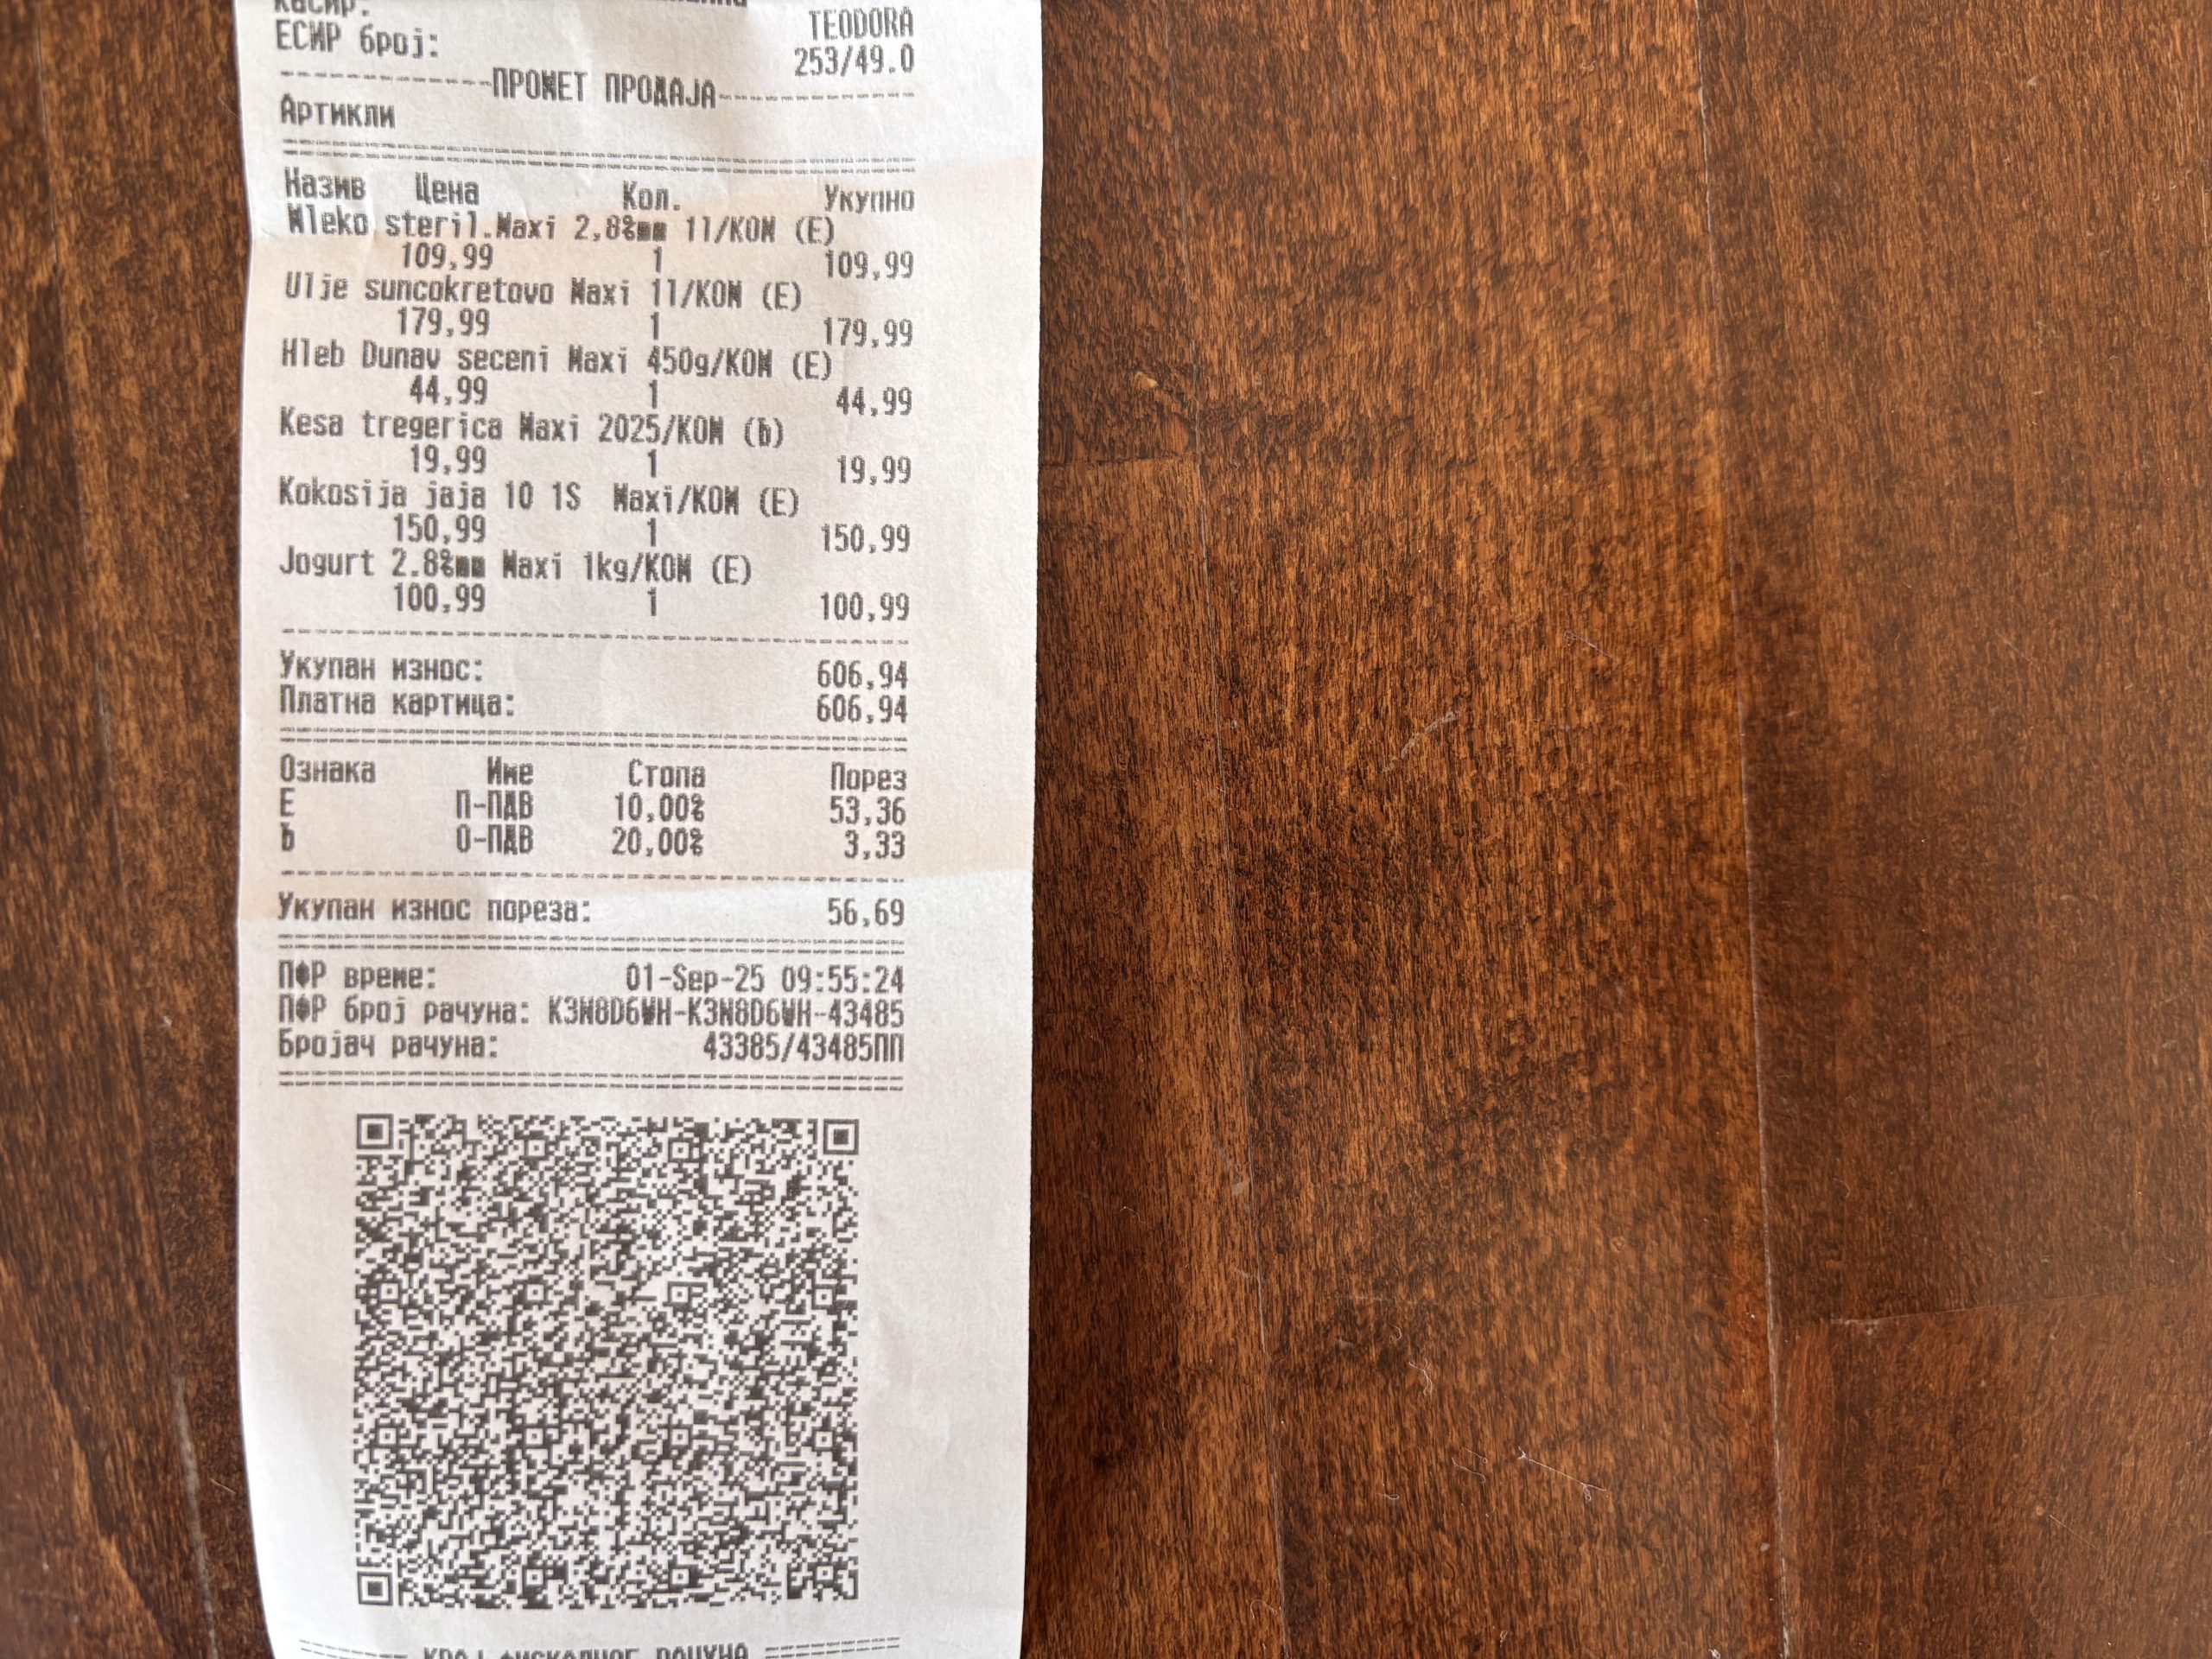 Касир: TEODORA
ЕСИР број: 253/49.0
ПРОМЕТ ПРОДАЈА
Артикли
Назив Цена Кол. Укупно
Mleko steril.Maxi 2,8%mm 1l/KOM (Е)
109,99 1 109,99
Ulje suncokretovo Maxi 1l/KOM (Е)
179,99 1 179,99
Hleb Dunav seceni Maxi 450g/KOM (Е)
44,99 1 44,99
Kesa tregerica Maxi 2025/KOM (Ђ)
19,99 1 19,99
Kokosija jaja 10 1S Maxi/KOM (Е)
150,99 1 150,99
Jogurt 2.8%mm Maxi 1kg/KOM (Е)
100,99 1 100,99
Укупан износ: 606,94
Платна картица: 606,94
Ознака Име Стопа Порез
Е П-ПДВ 10,00% 53,36
Ђ О-ПДВ 20,00% 3,33
Укупан износ пореза: 56,69
ПФР време: 01-Sep-25 09:55:24
ПФР број рачуна: K3N8D6WH-K3N8D6WH-43485
Бројач рачуна: 43385/43485ПП
КРАЈ ФИСКАЛНОГ РАЧУНА